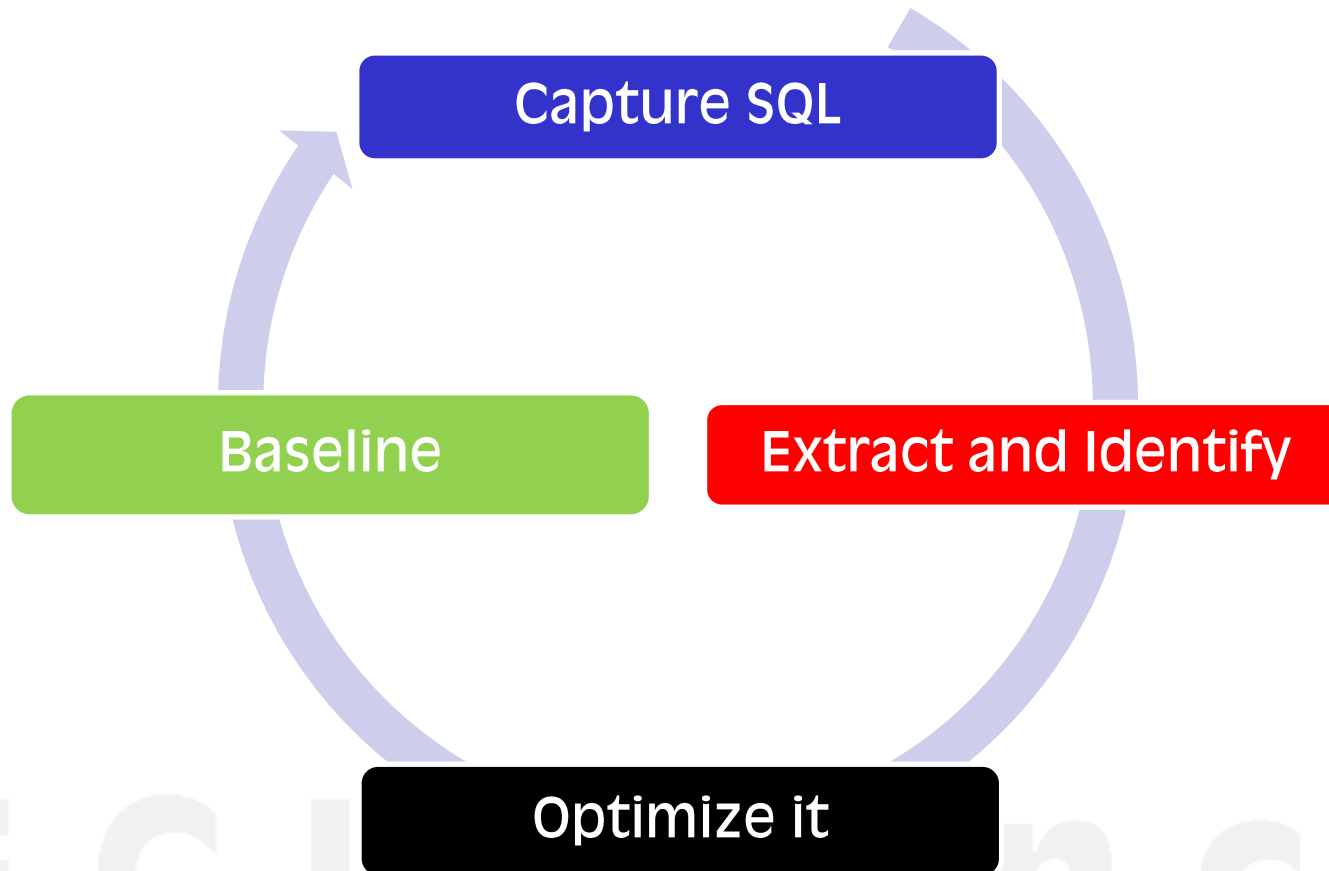 Capture SQL
Baseline
Extract and Identify
Optimize it